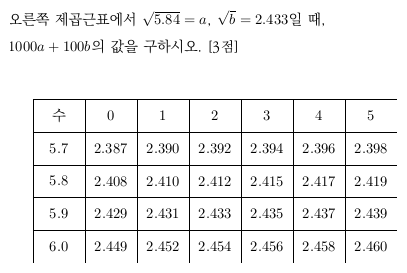 오른쪽 제곱근표에서 √5.84 = a, √b = 2.433일 때,
1000a + 100b의 값을 구하시오. [3점]
수 0 1 2 3 4 5
5.7 2.387 2.390 2.392 2.394 2.396 2.398
5.8 2.408 2.410 2.412 2.415 2.417 2.419
5.9 2.429 2.431 2.433 2.435 2.437 2.439
6.0 2.449 2.452 2.454 2.456 2.458 2.460